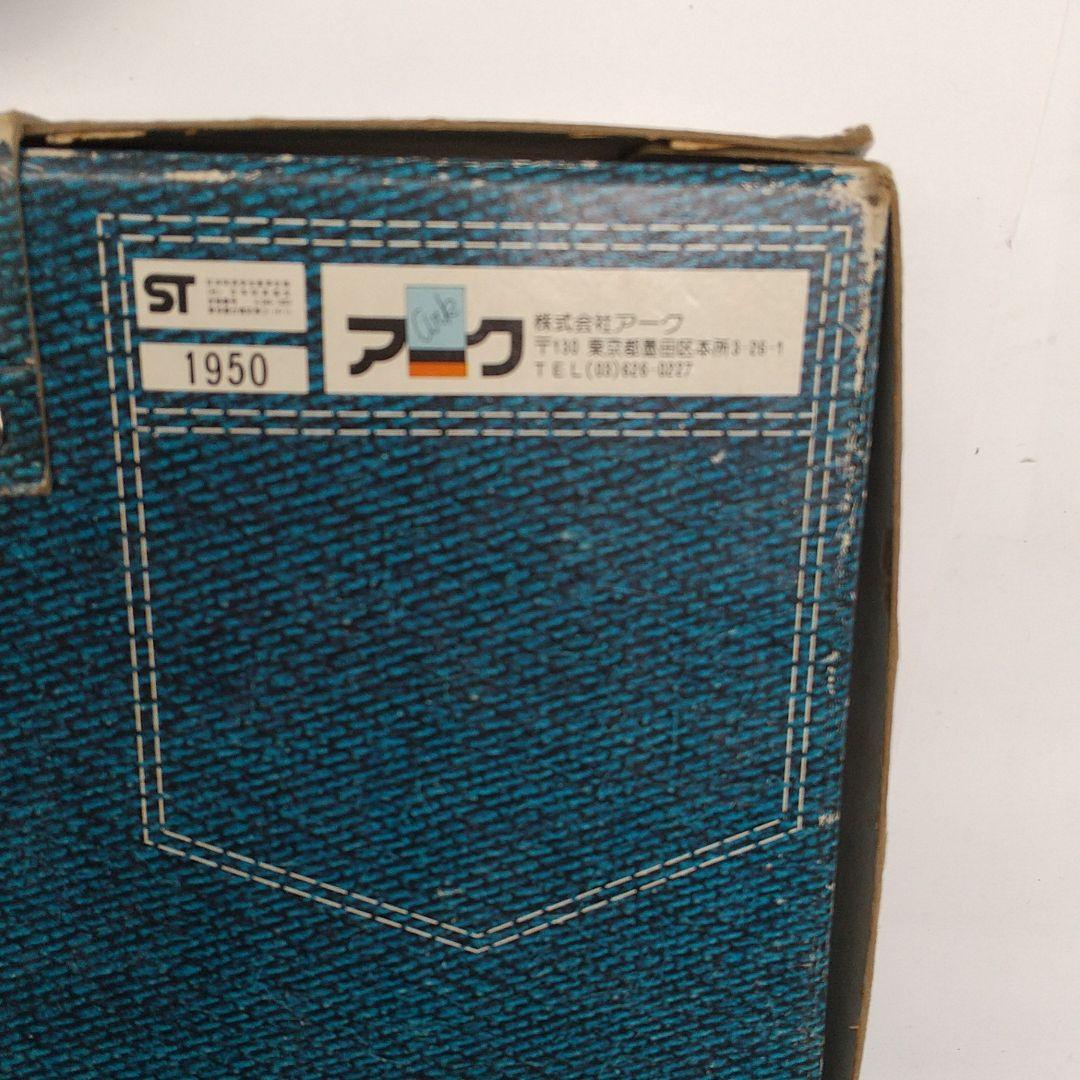 ST
1950
アーク
Ark
株式会社アーク
〒130 東京都墨田区本所3-26-1
TEL(03)626-0227